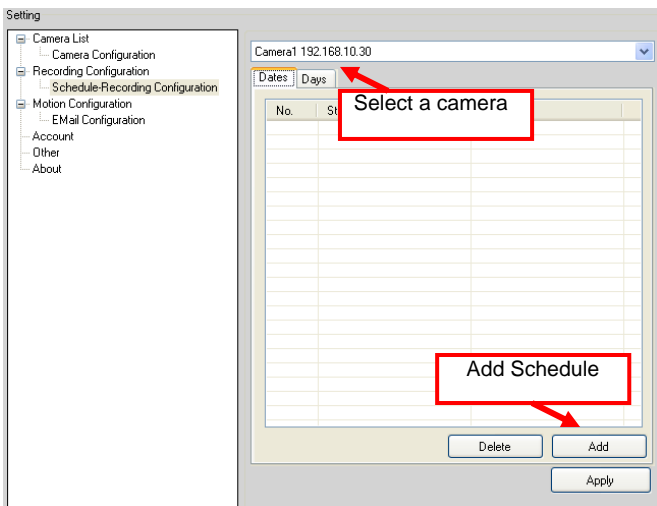 Setting
Camera List
Camera Configuration
Recording Configuration
Schedule-Recording Configuration
Motion Configuration
EMail Configuration
Account
Other
About
Camera1 192.168.10.30
Dates Days
Select a camera
No. St
Add Schedule
Delete Add
Apply